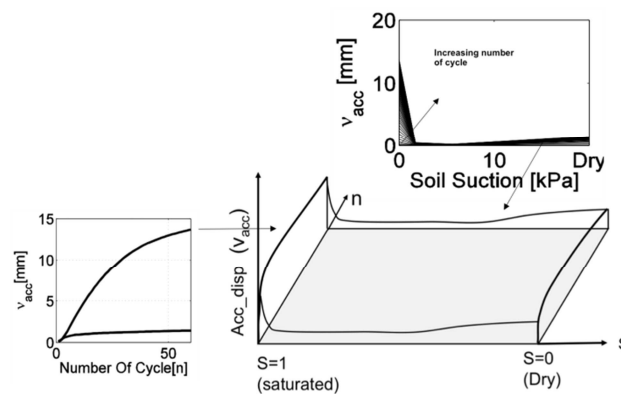 20
10
0
ν_acc [mm]
Increasing number
of cycle
0 10 Dry
Soil Suction [kPa]
15
10
5
0
ν_acc[mm]
0 50
Number Of Cycle[n]
Acc_disp (v_acc)
n
S=1
(saturated)
S=0
(Dry)
s